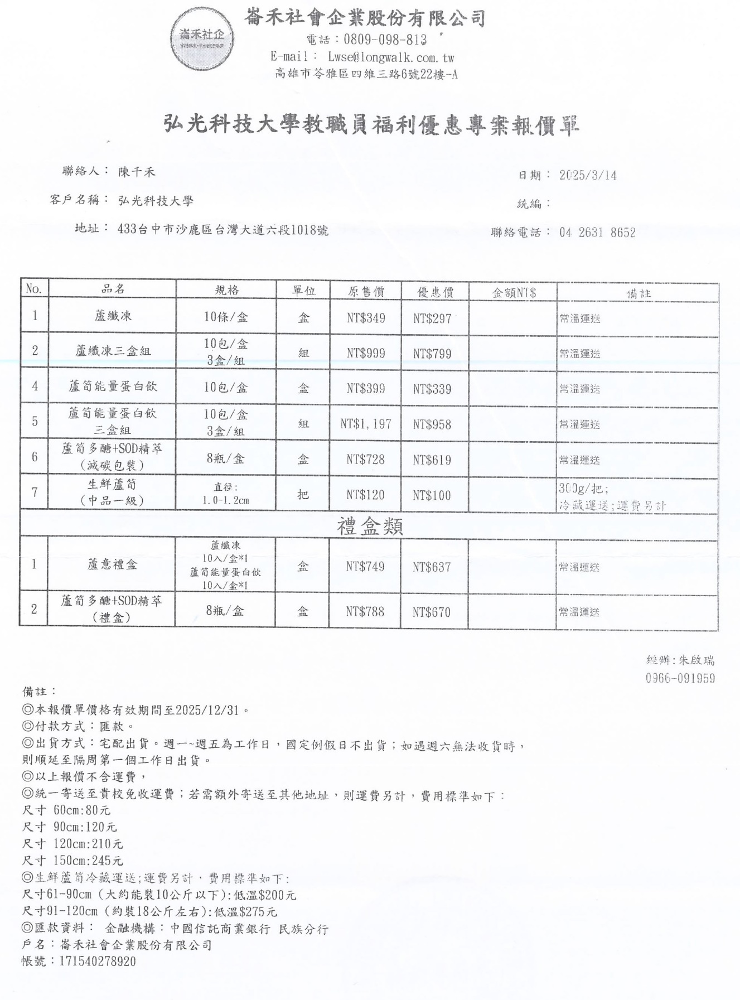 崙禾社企
崙禾社會企業股份有限公司
電話：0809-098-813
E-mail： Lwse@longwalk.com.tw
高雄市苓雅區四維三路6號22樓-A
弘光科技大學教職員福利優惠專案報價單
聯絡人： 陳千禾
日期： 2025/3/14
客戶名稱： 弘光科技大學
統編：
地址： 433台中市沙鹿區台灣大道六段1018號
聯絡電話： 04 2631 8652
No. 品名 規格 單位 原售價 優惠價 金額NT$ 備註
1 蘆纖凍 10條/盒 盒 NT$349 NT$297 常溫運送
2 蘆纖凍三盒組 10包/盒 組 NT$999 NT$799 常溫運送
3盒/組
4 蘆筍能量蛋白飲 10包/盒 盒 NT$399 NT$339 常溫運送
5 蘆筍能量蛋白飲 10包/盒 組 NT$1,197 NT$958 常溫運送
三盒組 3盒/組
6 蘆筍多醣+SOD精萃 8瓶/盒 盒 NT$728 NT$619 常溫運送
(減碳包裝)
7 生鮮蘆筍 直徑: 把 NT$120 NT$100 300g/把;
(中品一級) 1.0-1.2cm 冷藏運送;運費另計
禮盒類
1 蘆意禮盒 蘆纖凍 盒 NT$749 NT$637 常溫運送
10入/盒*1
蘆筍能量蛋白飲
10入/盒*1
2 蘆筍多醣+SOD精萃 8瓶/盒 盒 NT$788 NT$670 常溫運送
(禮盒)
經辦:朱啟瑞
0966-091959
備註：
◎本報價單價格有效期間至2025/12/31。
◎付款方式：匯款。
◎出貨方式：宅配出貨。週一~週五為工作日，國定例假日不出貨；如遇週六無法收貨時，
則順延至隔周第一個工作日出貨。
◎以上報價不含運費，
◎統一寄送至貴校免收運費；若需額外寄送至其他地址，則運費另計，費用標準如下：
尺寸 60cm:80元
尺寸 90cm:120元
尺寸 120cm:210元
尺寸 150cm:245元
◎生鮮蘆筍冷藏運送;運費另計，費用標準如下:
尺寸61-90cm (大約能裝10公斤以下):低溫$200元
尺寸91-120cm (約裝18公斤左右):低溫$275元
◎匯款資料： 金融機構：中國信託商業銀行 民族分行
戶名：崙禾社會企業股份有限公司
帳號：171540278920